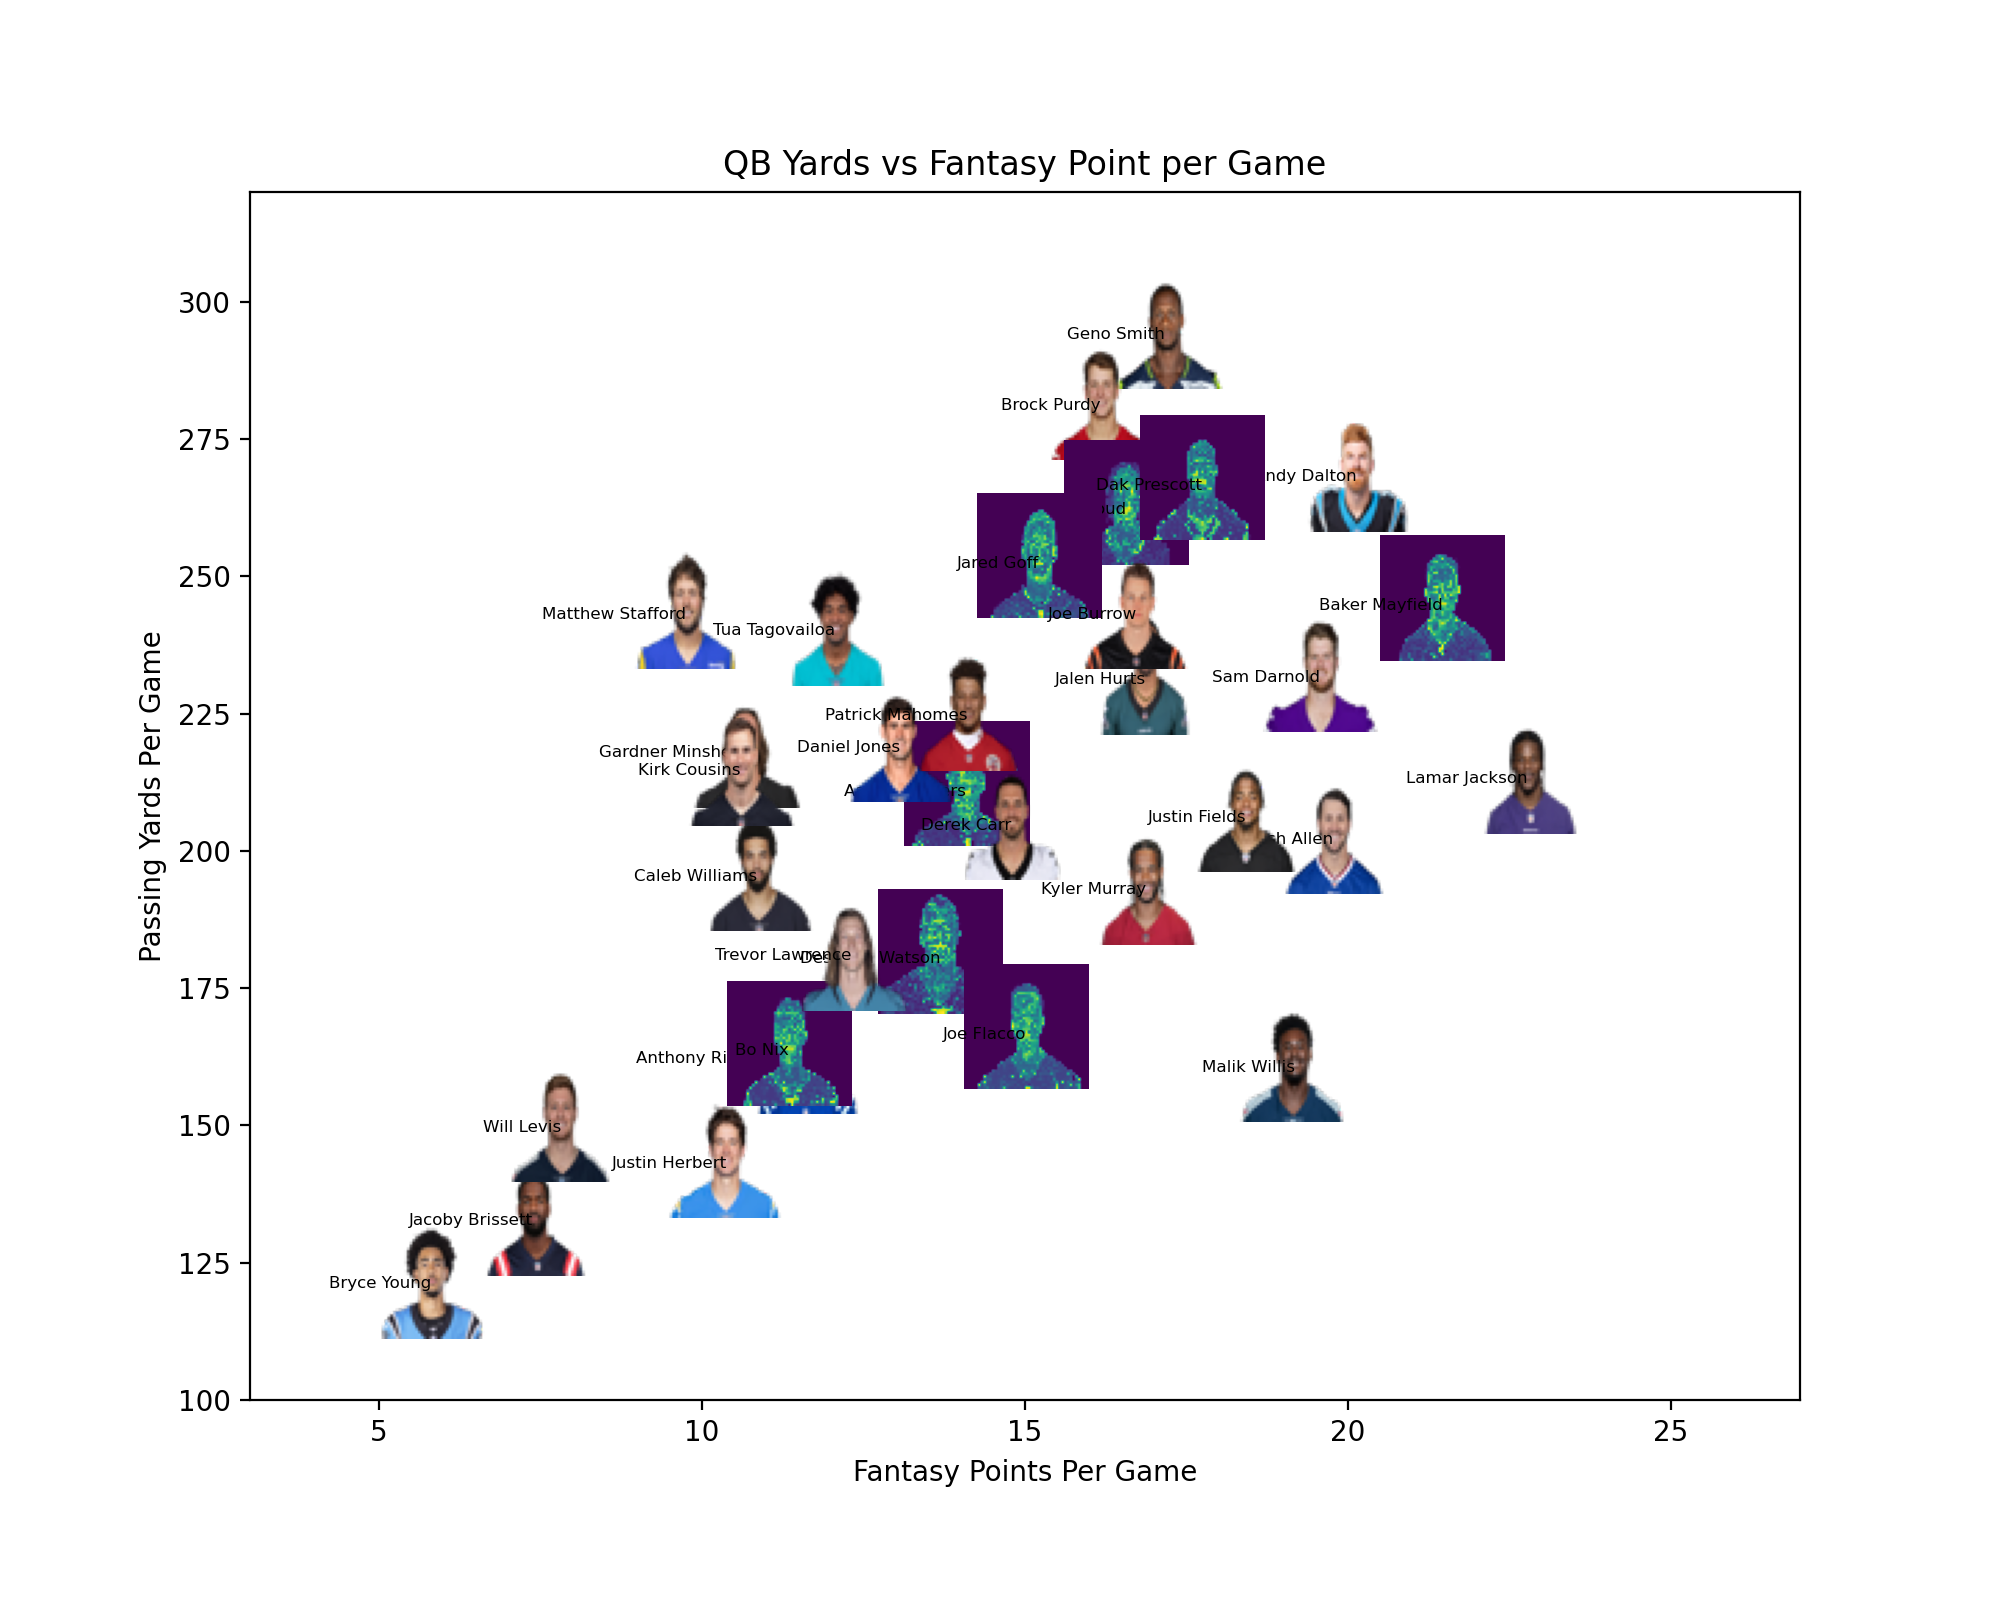 QB Yards vs Fantasy Point per Game
300
Geno Smith
Brock Purdy
275
ndy Dalton
Dak Prescott
ud
Jared Goff
250
Baker Mayfield
Matthew Stafford
Joe Burrow
Tua Tagovailoa
Jalen Hurts
Sam Darnold
225
Patrick Mahomes
Daniel Jones
Gardner Minsh
Kirk Cousins
Lamar Jackson
A rs
Justin Fields
Derek Carr
ch Allen
200
Caleb Williams
Kyler Murray
Trevor Lawrence
De Watson
175
Joe Flacco
Anthony Ri
Bo Nix
Malik Willis
150
Will Levis
Justin Herbert
Jacoby Brissett
125
Bryce Young
100
5 10 15 20 25
Fantasy Points Per Game
Passing Yards Per Game